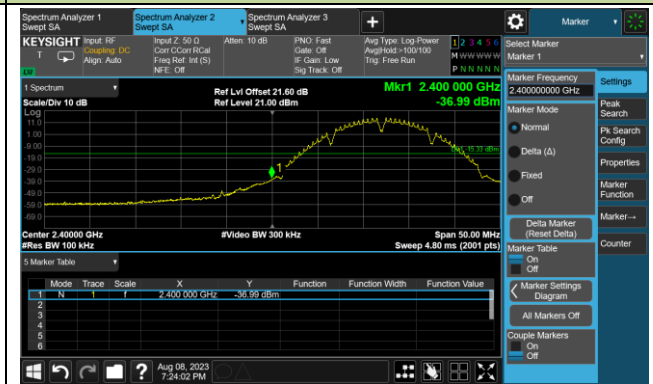 Spectrum Analyzer 1
Swept SA
Spectrum Analyzer 2
Swept SA
Spectrum Analyzer 3
Swept SA
Marker
KEYSIGHT
Input: RF
Coupling: DC
Align: Auto
Input Z: 50 Ω
Corr CCorr RCal
Freq Ref: Int (S)
NFE: Off
Atten: 10 dB
PNO: Fast
Gate: Off
IF Gain: Low
Sig Track: Off
Avg Type: Log-Power
Avg|Hold:>100/100
Trig: Free Run
1 2 3 4 5 6
M W W W W W
P N N N N N
LXI
1 Spectrum
Scale/Div 10 dB
Log
Ref Lvl Offset 21.60 dB
Ref Level 21.00 dBm
Mkr1 2.400 000 GHz
-36.99 dBm
11.0
1.00
-9.00
-19.0
-29.0
-39.0
-49.0
-59.0
-69.0
DL1 -15.33 dBm
1
Center 2.40000 GHz
#Res BW 100 kHz
#Video BW 300 kHz
Span 50.00 MHz
Sweep 4.80 ms (2001 pts)
5 Marker Table
Mode Trace Scale X Y Function Function Width Function Value
1 N 1 f 2.400 000 GHz -36.99 dBm
2
3
4
5
6
Aug 08, 2023
7:24:02 PM
Select Marker
Marker 1
Marker Frequency
2.400000000 GHz
Marker Mode
Normal
Delta (Δ)
Fixed
Off
Delta Marker
(Reset Delta)
Marker Table
On
Off
Marker Settings
Diagram
All Markers Off
Couple Markers
On
Off
Settings
Peak
Search
Pk Search
Config
Properties
Marker
Function
Marker→
Counter